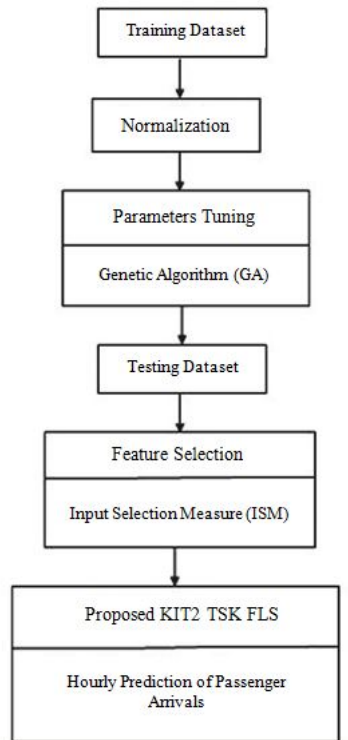 Training Dataset
Normalization
Parameters Tuning
Genetic Algorithm (GA)
Testing Dataset
Feature Selection
Input Selection Measure (ISM)
Proposed KIT2 TSK FLS
Hourly Prediction of Passenger
Arrivals